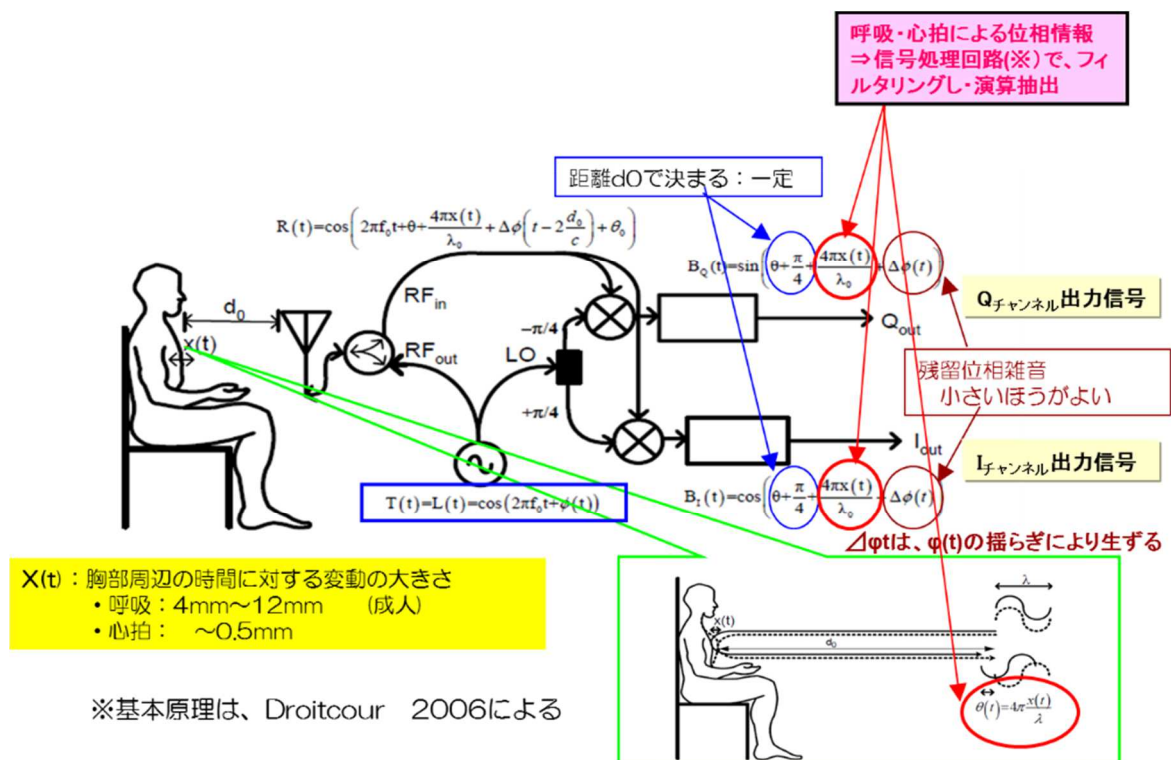 呼吸・心拍による位相情報
⇒信号処理回路(※)で、フィ
ルタリングし・演算抽出
距離d0で決まる：一定
R(t)=cos(2πf₀t+θ+4πx(t)/λ₀+Δϕ(t−2d₀/c)+θ₀)
B_Q(t)=sin(θ+π/4+4πx(t)/λ₀+Δϕ(t))
Qチャンネル出力信号
d₀
x(t)
RF_in
RF_out
LO
−π/4
+π/4
Q_out
残留位相雑音
小さいほうがよい
I_out
Iチャンネル出力信号
T(t)=L(t)=cos(2πf₀t+ϕ(t))
B_I(t)=cos(θ+π/4+4πx(t)/λ₀+Δϕ(t))
⊿φtは、φ(t)の揺らぎにより生ずる
X(t)：胸部周辺の時間に対する変動の大きさ
・呼吸：4mm～12mm （成人）
・心拍： ～0.5mm
λ
x(t)
d₀
θ(t)=4πx(t)/λ
※基本原理は、Droitcour 2006による